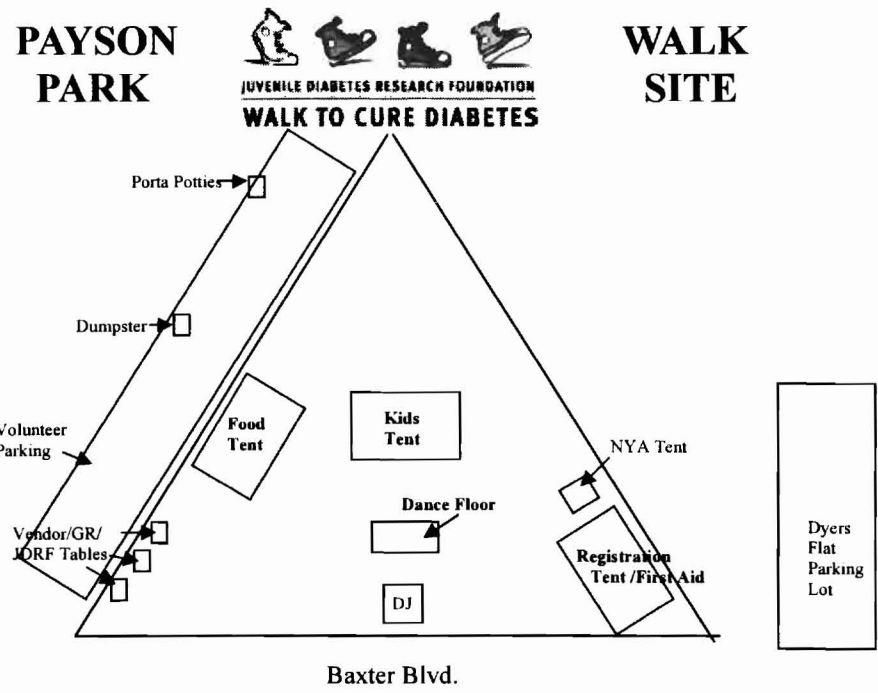 PAYSON
PARK
WALK
SITE
JUVENILE DIABETES RESEARCH FOUNDATION
WALK TO CURE DIABETES
Porta Potties
Dumpster
Volunteer
Parking
Food
Tent
Kids
Tent
NYA Tent
Dance Floor
Vendor/GR/
JDRF Tables
Registration
Tent /First Aid
DJ
Dyers
Flat
Parking
Lot
Baxter Blvd.